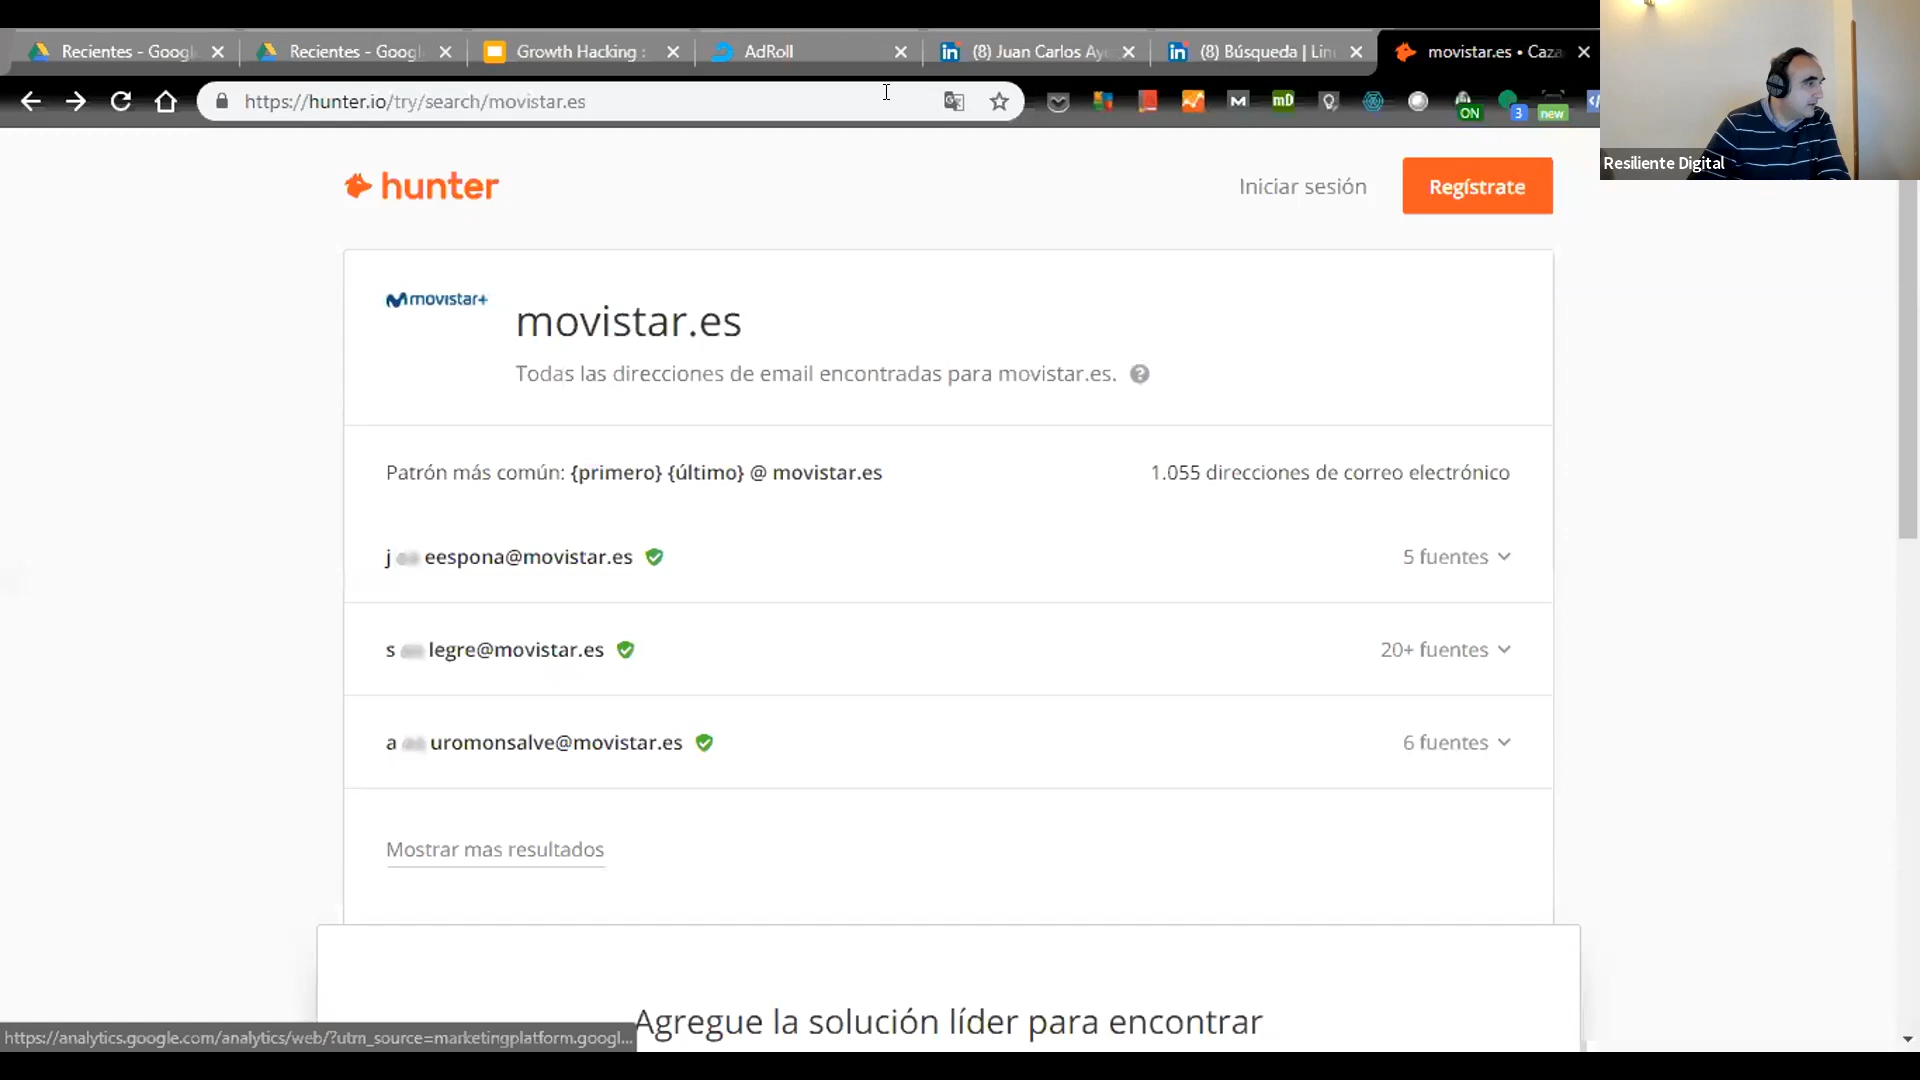 Recientes - Googl
Recientes - Googl
Growth Hacking :
AdRoll
(8) Juan Carlos Ay
(8) Búsqueda | Lin
movistar.es • Caza
https://hunter.io/try/search/movistar.es
M
mD
ON
3
new
Resiliente Digital
hunter
Iniciar sesión
Regístrate
movistar+
movistar.es
Todas las direcciones de email encontradas para movistar.es.
Patrón más común: {primero} {último} @ movistar.es
1.055 direcciones de correo electrónico
j eespona@movistar.es
5 fuentes
s legre@movistar.es
20+ fuentes
a uromonsalve@movistar.es
6 fuentes
Mostrar mas resultados
Agregue la solución líder para encontrar
https://analytics.google.com/analytics/web/?utm_source=marketingplatform.googl...